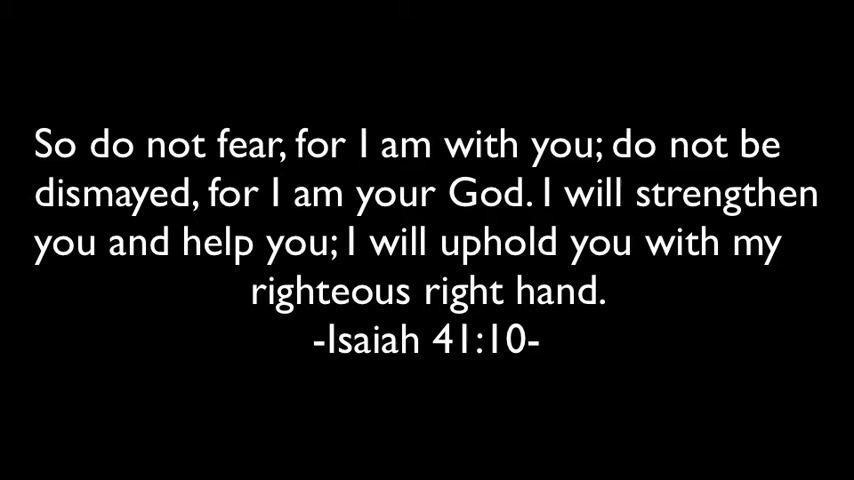 So do not fear, for I am with you; do not be
dismayed, for I am your God. I will strengthen
you and help you; I will uphold you with my
righteous right hand.
-Isaiah 41:10-